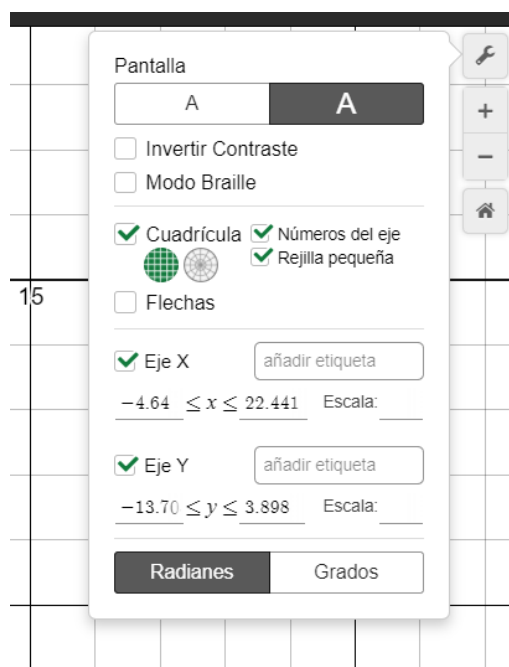 Pantalla
A A
Invertir Contraste
Modo Braille
Cuadrícula Números del eje
Rejilla pequeña
Flechas
15
Eje X añadir etiqueta
−4.64 ≤ x ≤ 22.441 Escala:
Eje Y añadir etiqueta
−13.70 ≤ y ≤ 3.898 Escala:
Radianes Grados